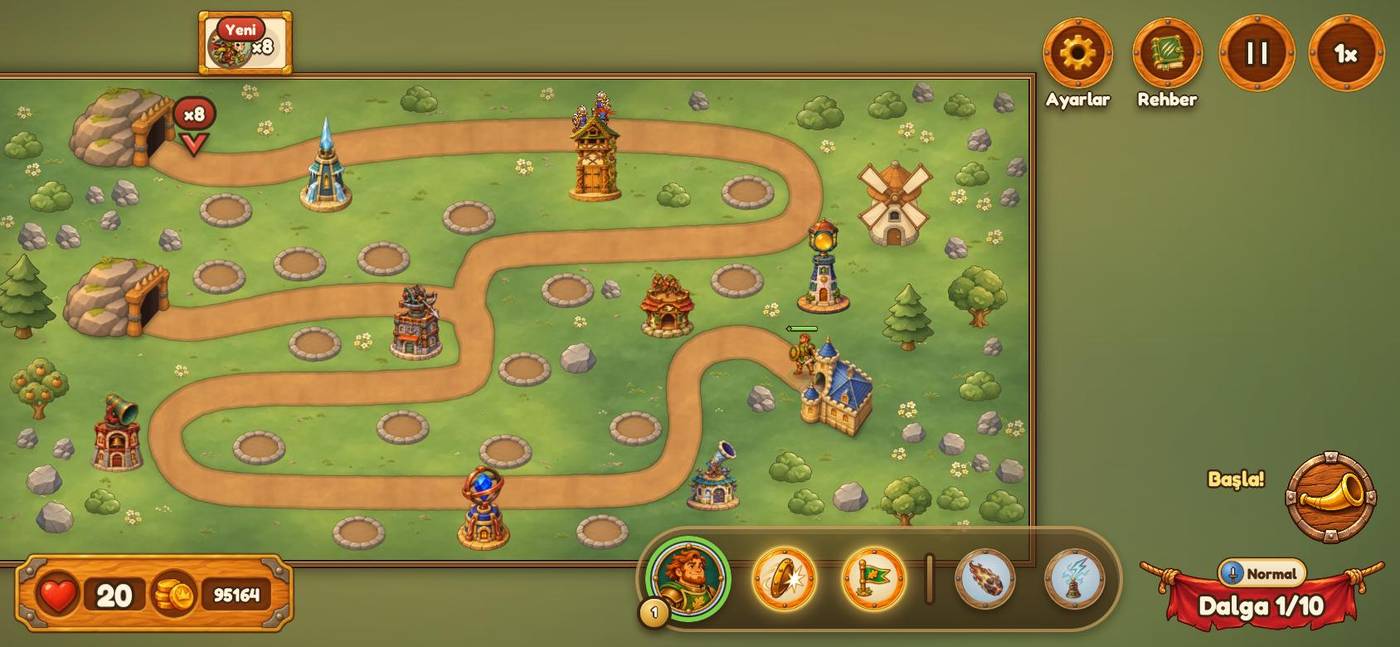 Yeni
x8
x8
Ayarlar
Rehber
1x
Başla!
20
95164
1
Normal
Dalga 1/10